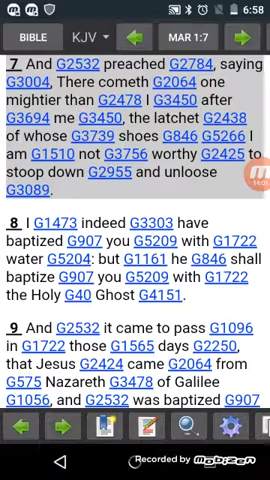 6:58
BIBLE KJV MAR 1:7
7 And G2532 preached G2784, saying
G3004, There cometh G2064 one
mightier than G2478 I G3450 after
G3694 me G3450, the latchet G2438
of whose G3739 shoes G846 G5266 I
am G1510 not G3756 worthy G2425 to
stoop down G2955 and unloose
G3089.
14:01
8 I G1473 indeed G3303 have
baptized G907 you G5209 with G1722
water G5204: but G1161 he G846 shall
baptize G907 you G5209 with G1722
the Holy G40 Ghost G4151.
9 And G2532 it came to pass G1096
in G1722 those G1565 days G2250,
that Jesus G2424 came G2064 from
G575 Nazareth G3478 of Galilee
G1056, and G2532 was baptized G907
Recorded by mobizen